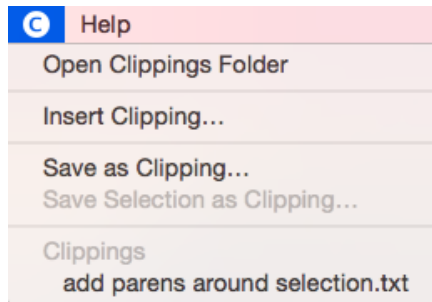 C Help
Open Clippings Folder
Insert Clipping…
Save as Clipping…
Save Selection as Clipping…
Clippings
add parens around selection.txt